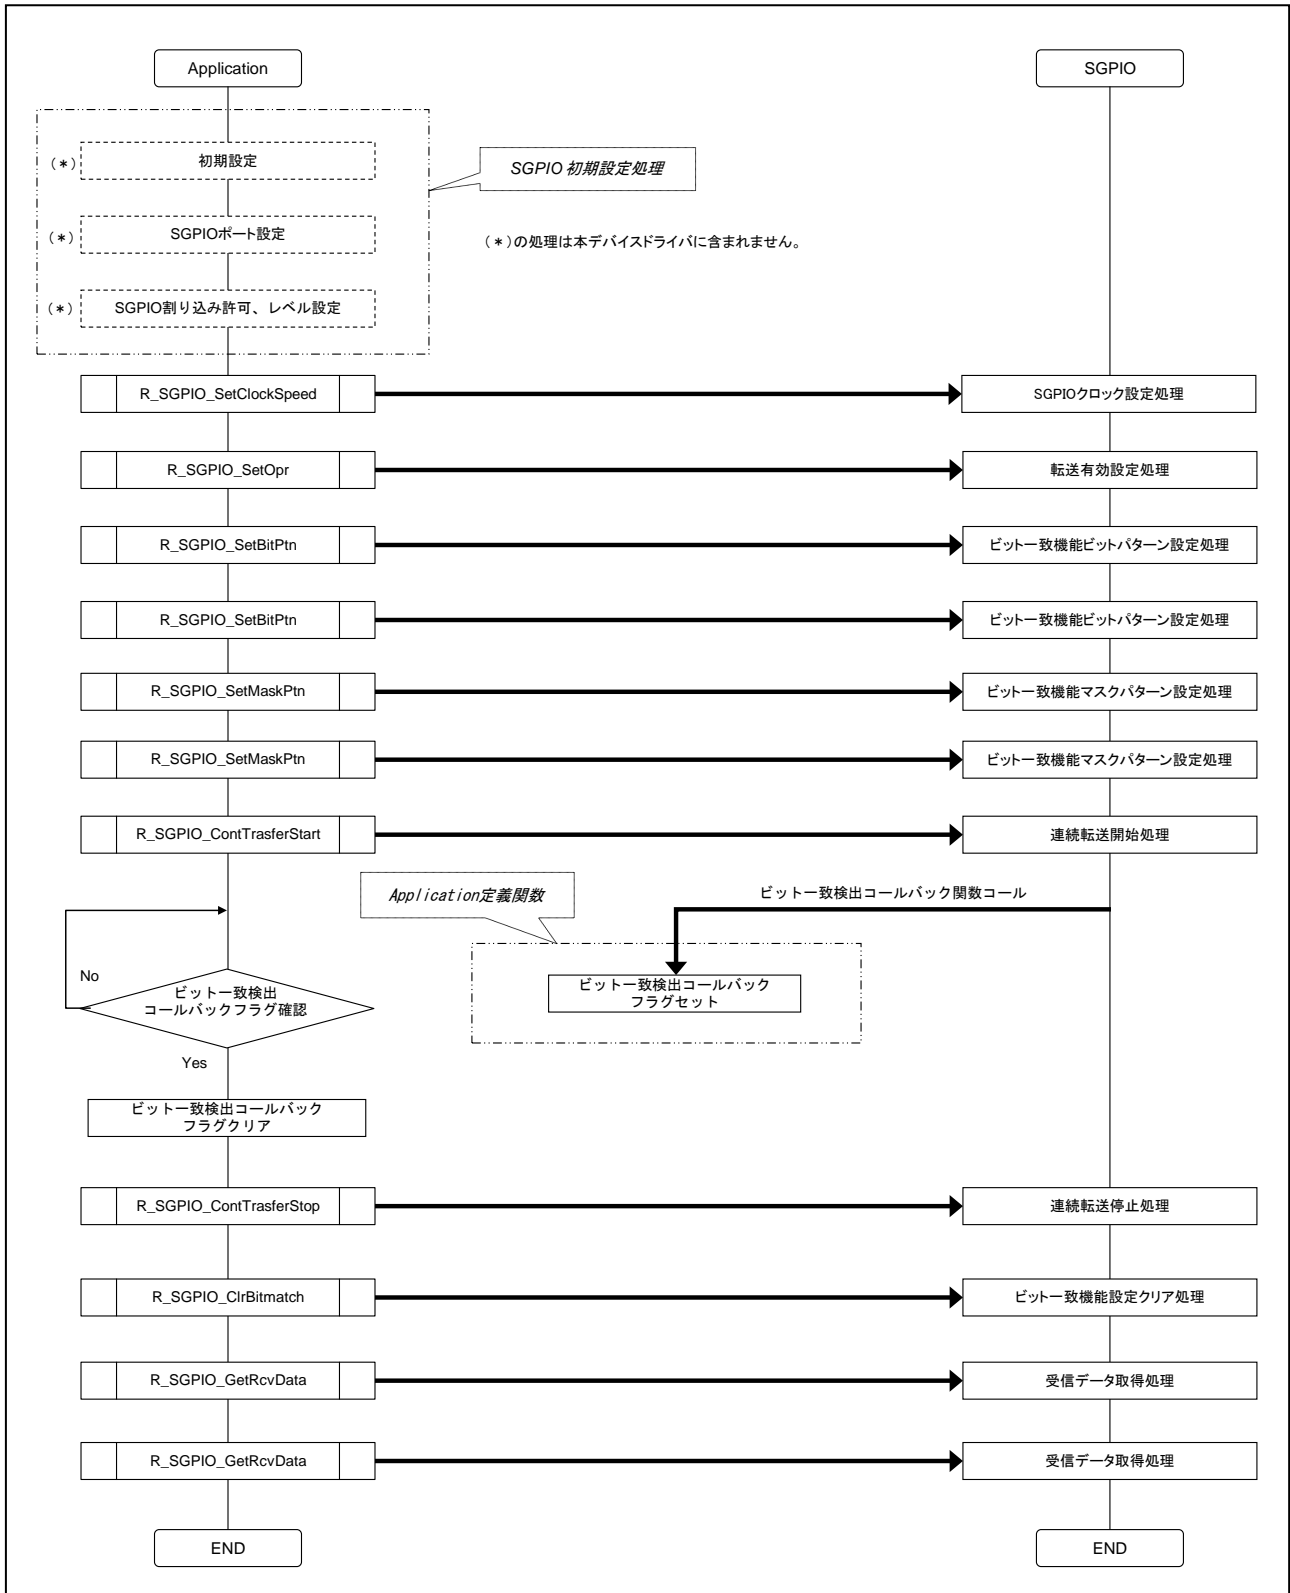 Application
SGPIO
(*)
初期設定
SGPIO 初期設定処理
(*)
SGPIOポート設定
(*)の処理は本デバイスドライバに含まれません。
(*)
SGPIO割り込み許可、レベル設定
R_SGPIO_SetClockSpeed
SGPIOクロック設定処理
R_SGPIO_SetOpr
転送有効設定処理
R_SGPIO_SetBitPtn
ビット一致機能ビットパターン設定処理
R_SGPIO_SetBitPtn
ビット一致機能ビットパターン設定処理
R_SGPIO_SetMaskPtn
ビット一致機能マスクパターン設定処理
R_SGPIO_SetMaskPtn
ビット一致機能マスクパターン設定処理
R_SGPIO_ContTrasferStart
連続転送開始処理
Application定義関数
ビット一致検出コールバック関数コール
No
ビット一致検出
コールバックフラグ確認
ビット一致検出コールバック
フラグセット
Yes
ビット一致検出コールバック
フラグクリア
R_SGPIO_ContTrasferStop
連続転送停止処理
R_SGPIO_ClrBitmatch
ビット一致機能設定クリア処理
R_SGPIO_GetRcvData
受信データ取得処理
R_SGPIO_GetRcvData
受信データ取得処理
END
END